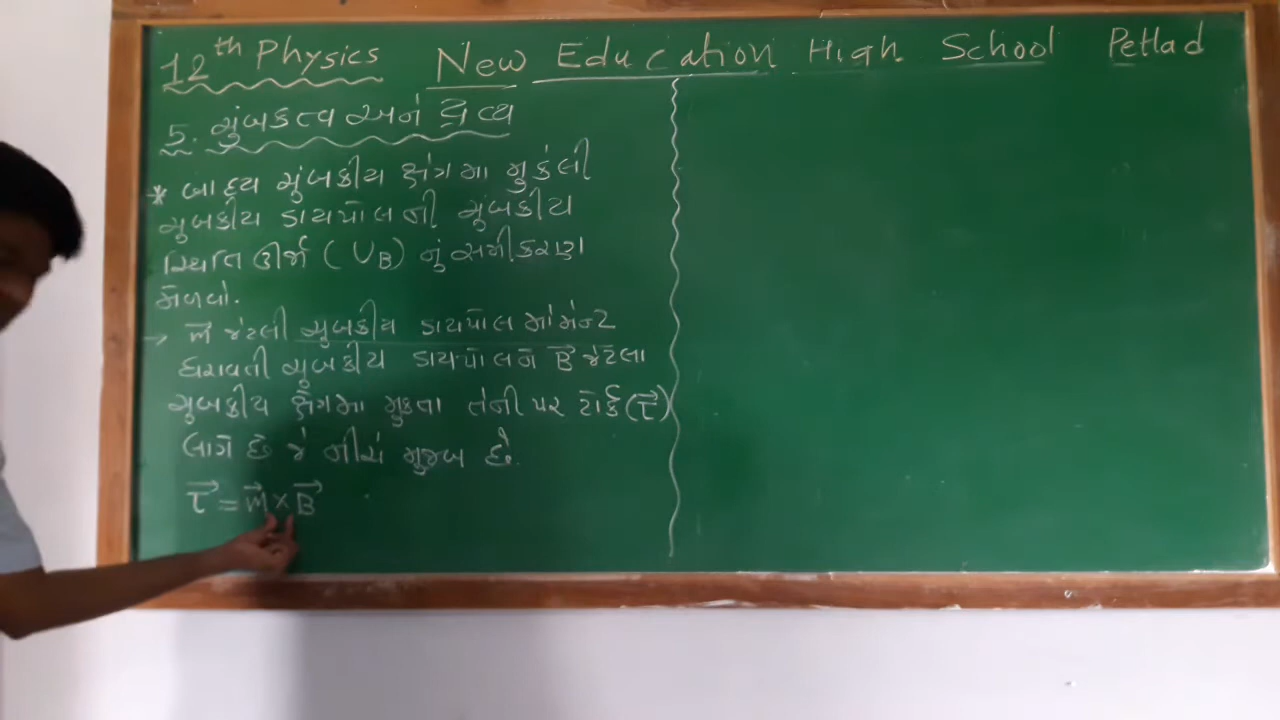 12th Physics New Education High School Petlad
5. ચુંબકત્વ અને દ્રવ્ય
* બાહ્ય ચુંબકીય ક્ષેત્રમા મુકેલી
ચુબકીય ડાયપોલની ચુંબકીય
સ્થિતિ ઊર્જા (UB) નું સમીકરણ
મેળવો.
→ m⃗ જેટલી ચુબકીય ડાયપોલ મોમેન્ટ
ધરાવતી ચુબકીય ડાયપોલને B⃗ જેટલા
ચુબકીય ક્ષેત્રમા મુકતા તેની પર ટોર્ક (τ⃗)
લાગે છે જે નીચે મુજબ છે.
τ⃗ = m⃗ × B⃗